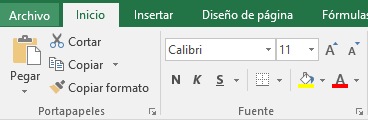 Archivo Inicio Insertar Diseño de página Fórmulas
Pegar
Cortar
Copiar
Copiar formato
Portapapeles
Calibri 11 A A
N K S A
Fuente